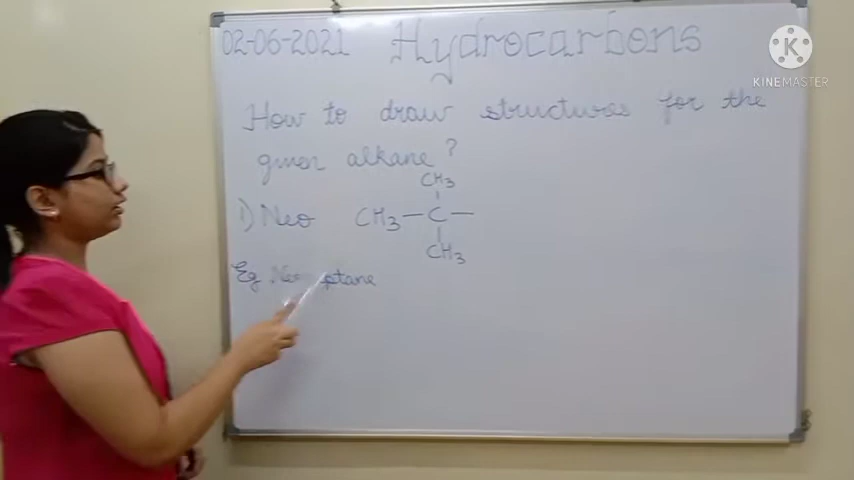 02-06-2021 Hydrocarbons
How to draw structures for the
given alkane ?
CH3
1) Neo CH3 — C —
CH3
Eg Neo
KINEMASTER